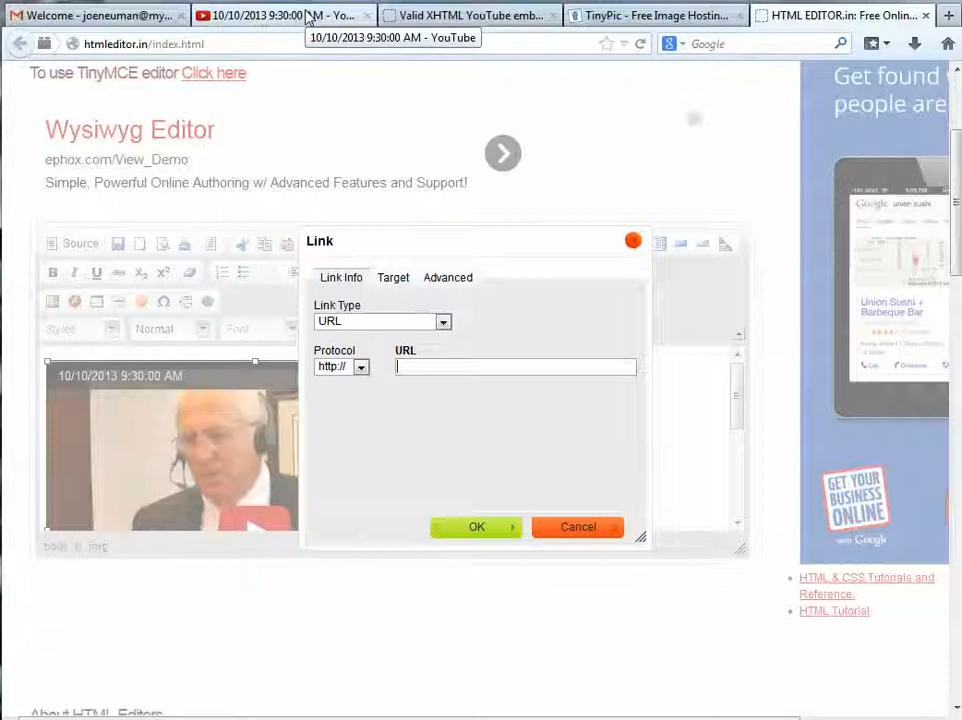 Welcome - joeneuman@my...
10/10/2013 9:30:00 AM - Yo...
Valid XHTML YouTube emb...
TinyPic - Free Image Hostin...
HTML EDITOR.in: Free Onlin...
10/10/2013 9:30:00 AM - YouTube
htmleditor.in/index.html
Google
To use TinyMCE editor Click here
Get found
people are
Wysiwyg Editor
ephox.com/View_Demo
Simple, Powerful Online Authoring w/ Advanced Features and Support!
Source
Link
Link Info
Target
Advanced
Link Type
URL
Protocol
URL
http://
Styles
Normal
Font
10/10/2013 9:30:00 AM
OK
Cancel
body p img
Google
union sushi
Union Sushi +
Barbeque Bar
Call
Directions
GET YOUR
BUSINESS
ONLINE
with Google
HTML & CSS Tutorials and
Reference.
HTML Tutorial
About HTML Editors